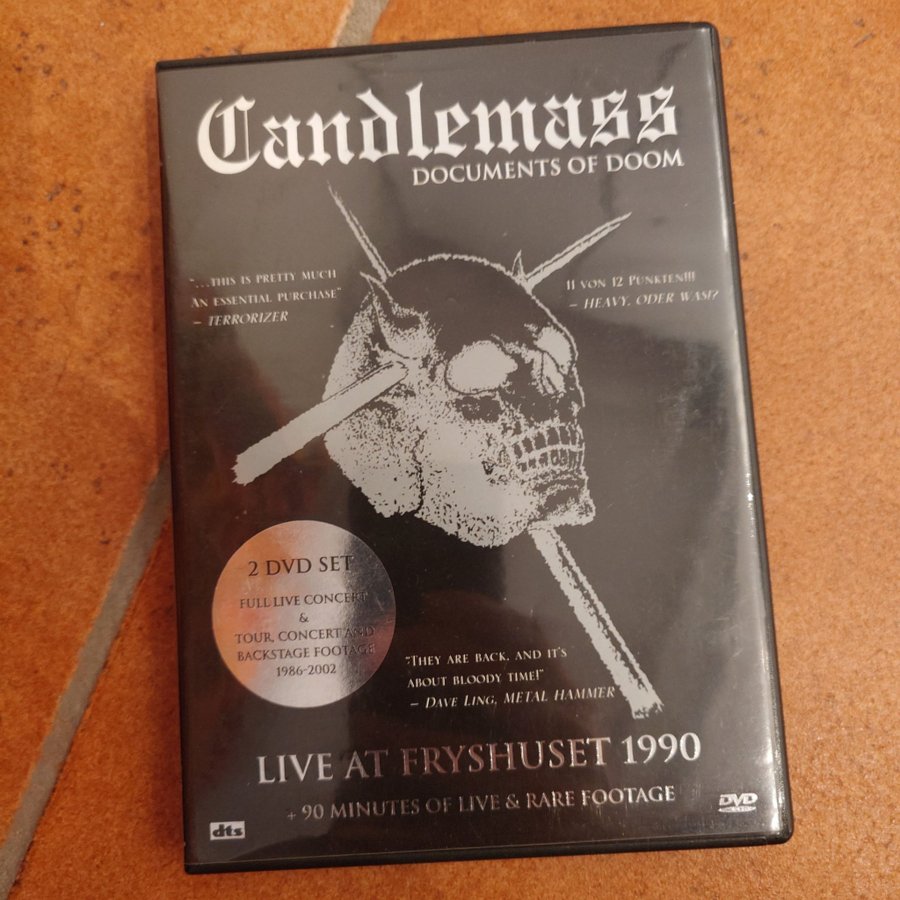 Candlemass
DOCUMENTS OF DOOM
"...THIS IS PRETTY MUCH
AN ESSENTIAL PURCHASE"
– TERRORIZER
11 VON 12 PUNKTEN!!!
– HEAVY, ODER WAS!?
2 DVD SET
FULL LIVE CONCERT
&
TOUR, CONCERT AND
BACKSTAGE FOOTAGE
1986-2002
"THEY ARE BACK, AND IT'S
ABOUT BLOODY TIME!"
– DAVE LING, METAL HAMMER
LIVE AT FRYSHUSET 1990
+ 90 MINUTES OF LIVE & RARE FOOTAGE
dts
DVD